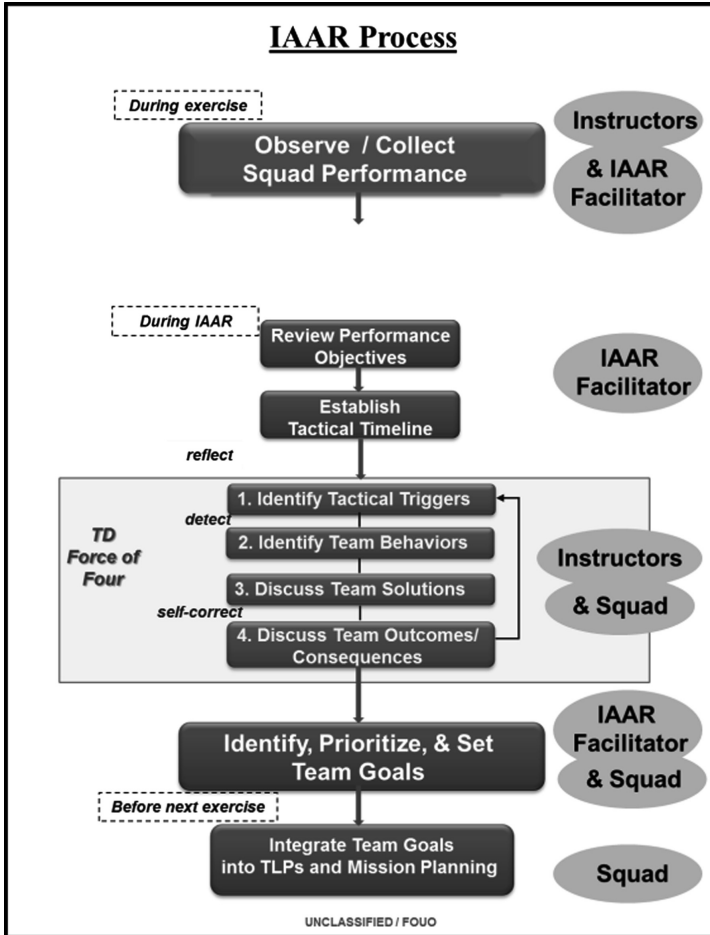 IAAR Process
During exercise
Observe / Collect
Squad Performance
Instructors
& IAAR
Facilitator
During IAAR
Review Performance
Objectives
IAAR
Facilitator
Establish
Tactical Timeline
reflect
TD
Force of
Four
1. Identify Tactical Triggers
detect
2. Identify Team Behaviors
3. Discuss Team Solutions
self-correct
4. Discuss Team Outcomes/
Consequences
Instructors
& Squad
Identify, Prioritize, & Set
Team Goals
IAAR
Facilitator
& Squad
Before next exercise
Integrate Team Goals
into TLPs and Mission Planning
Squad
UNCLASSIFIED / FOUO